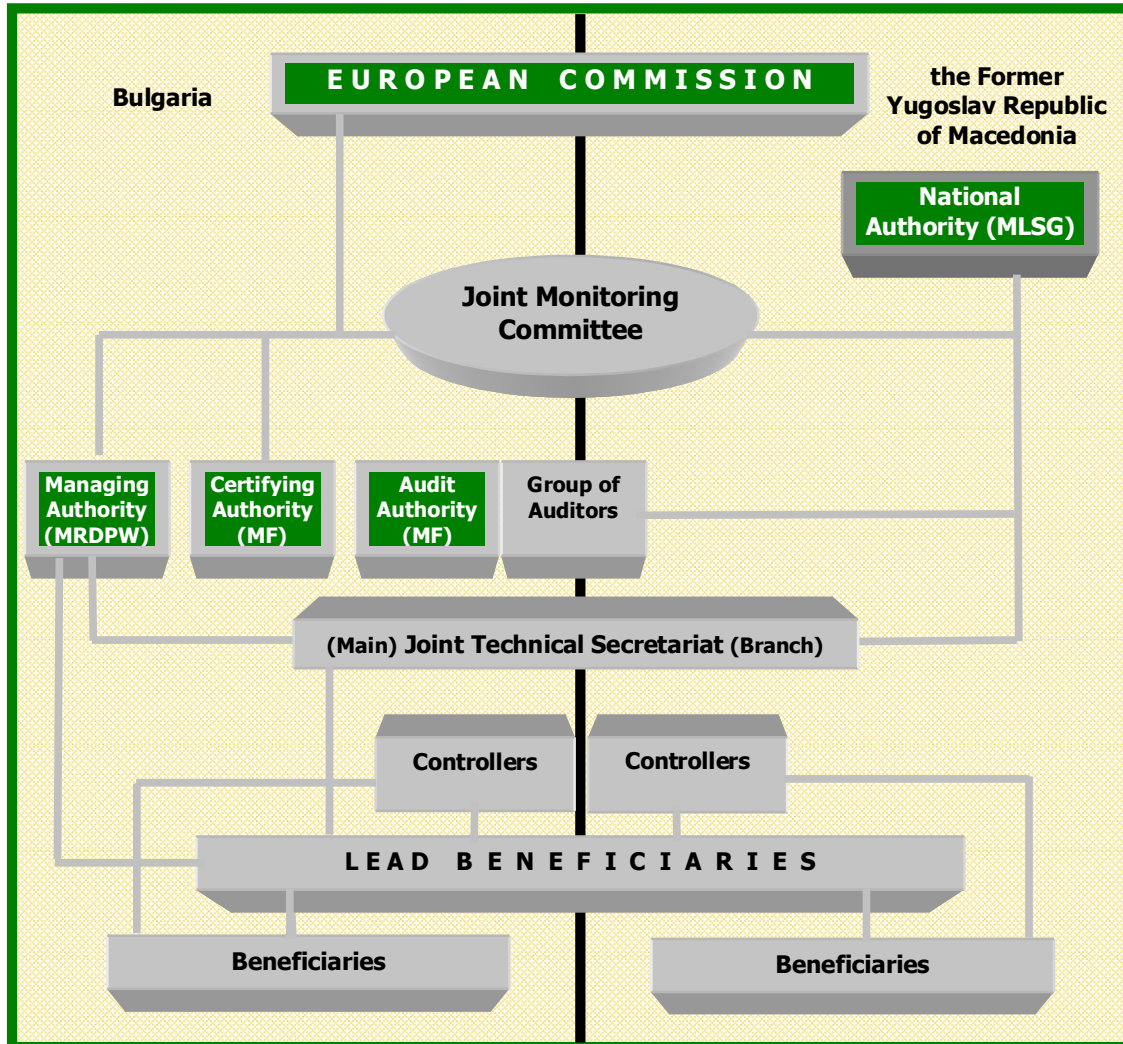 EUROPEAN COMMISSION
Bulgaria
the Former
Yugoslav Republic
of Macedonia
National
Authority (MLSG)
Joint Monitoring
Committee
Managing
Authority
(MRDPW)
Certifying
Authority
(MF)
Audit
Authority
(MF)
Group of
Auditors
(Main) Joint Technical Secretariat (Branch)
Controllers
Controllers
LEAD BENEFICIARIES
Beneficiaries
Beneficiaries